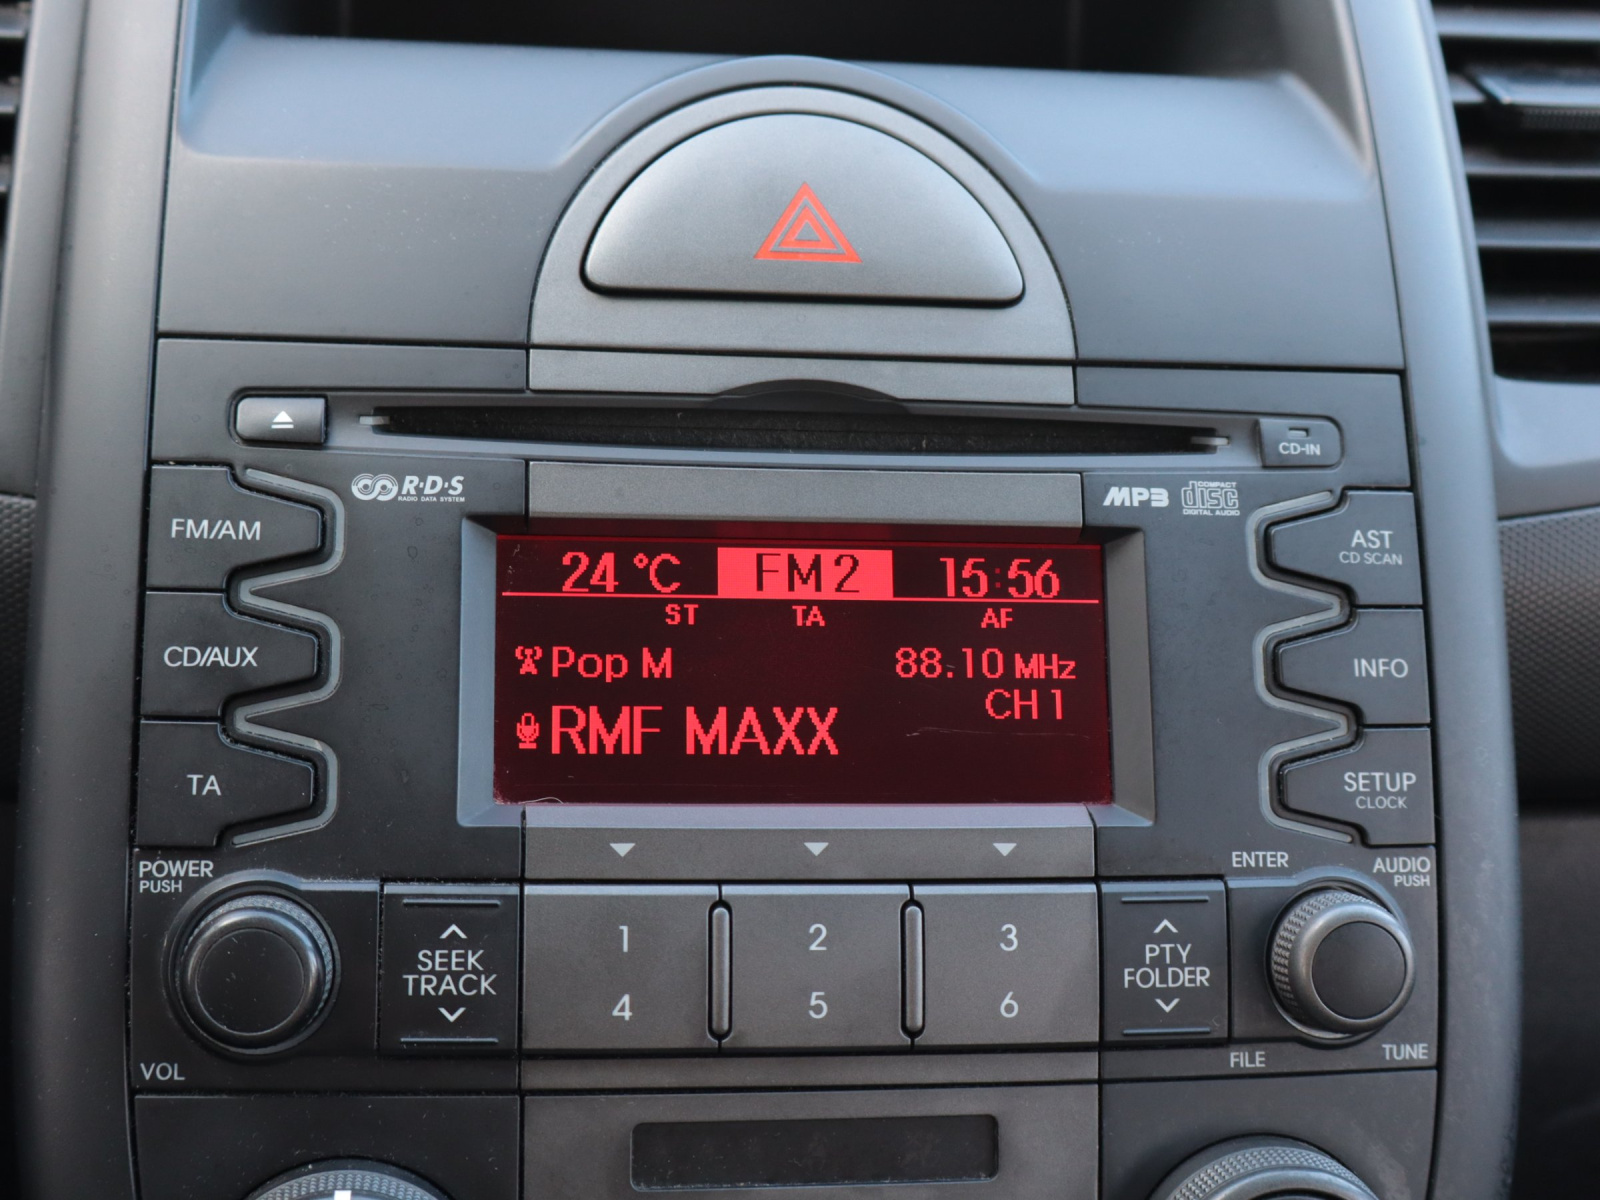 CD-IN
R·D·S
RADIO DATA SYSTEM
MP3
COMPACT
disc
DIGITAL AUDIO
FM/AM
CD/AUX
TA
24 °C FM2 15:56
ST TA AF
Pop M 88.10 MHz
CH 1
RMF MAXX
AST
CD SCAN
INFO
SETUP
CLOCK
POWER
PUSH
VOL
SEEK
TRACK
1 2 3
4 5 6
PTY
FOLDER
ENTER
AUDIO
PUSH
FILE
TUNE